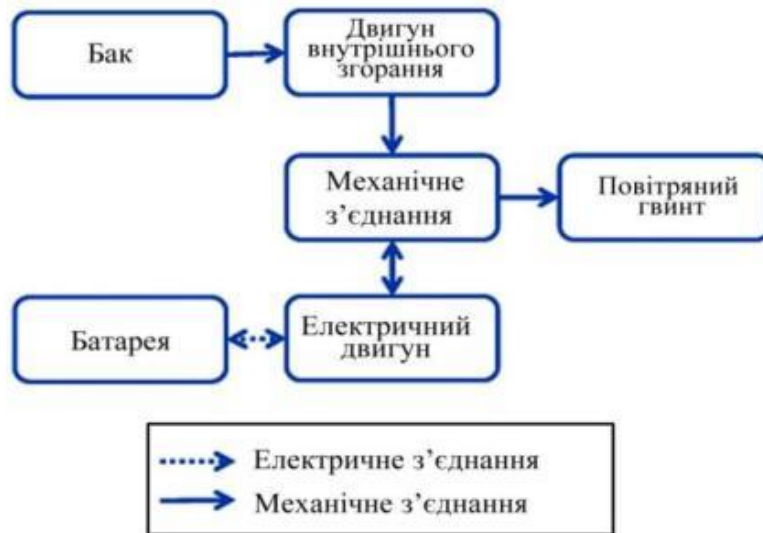 Бак
Двигун
внутрішнього
згорання
Механічне
з’єднання
Повітряний
гвинт
Батарея
Електричний
двигун
Електричне з’єднання
Механічне з’єднання